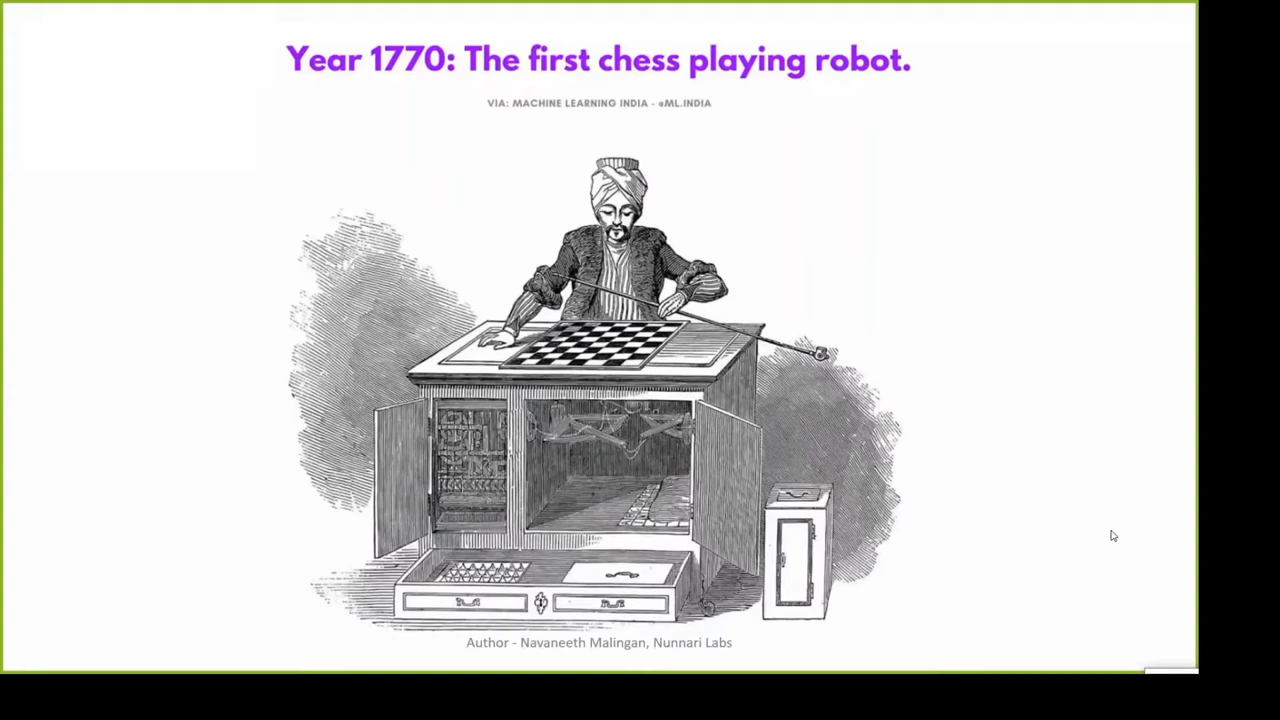 Year 1770: The first chess playing robot.
VIA: MACHINE LEARNING INDIA - @ML.INDIA
Author - Navaneeth Malingan, Nunnari Labs